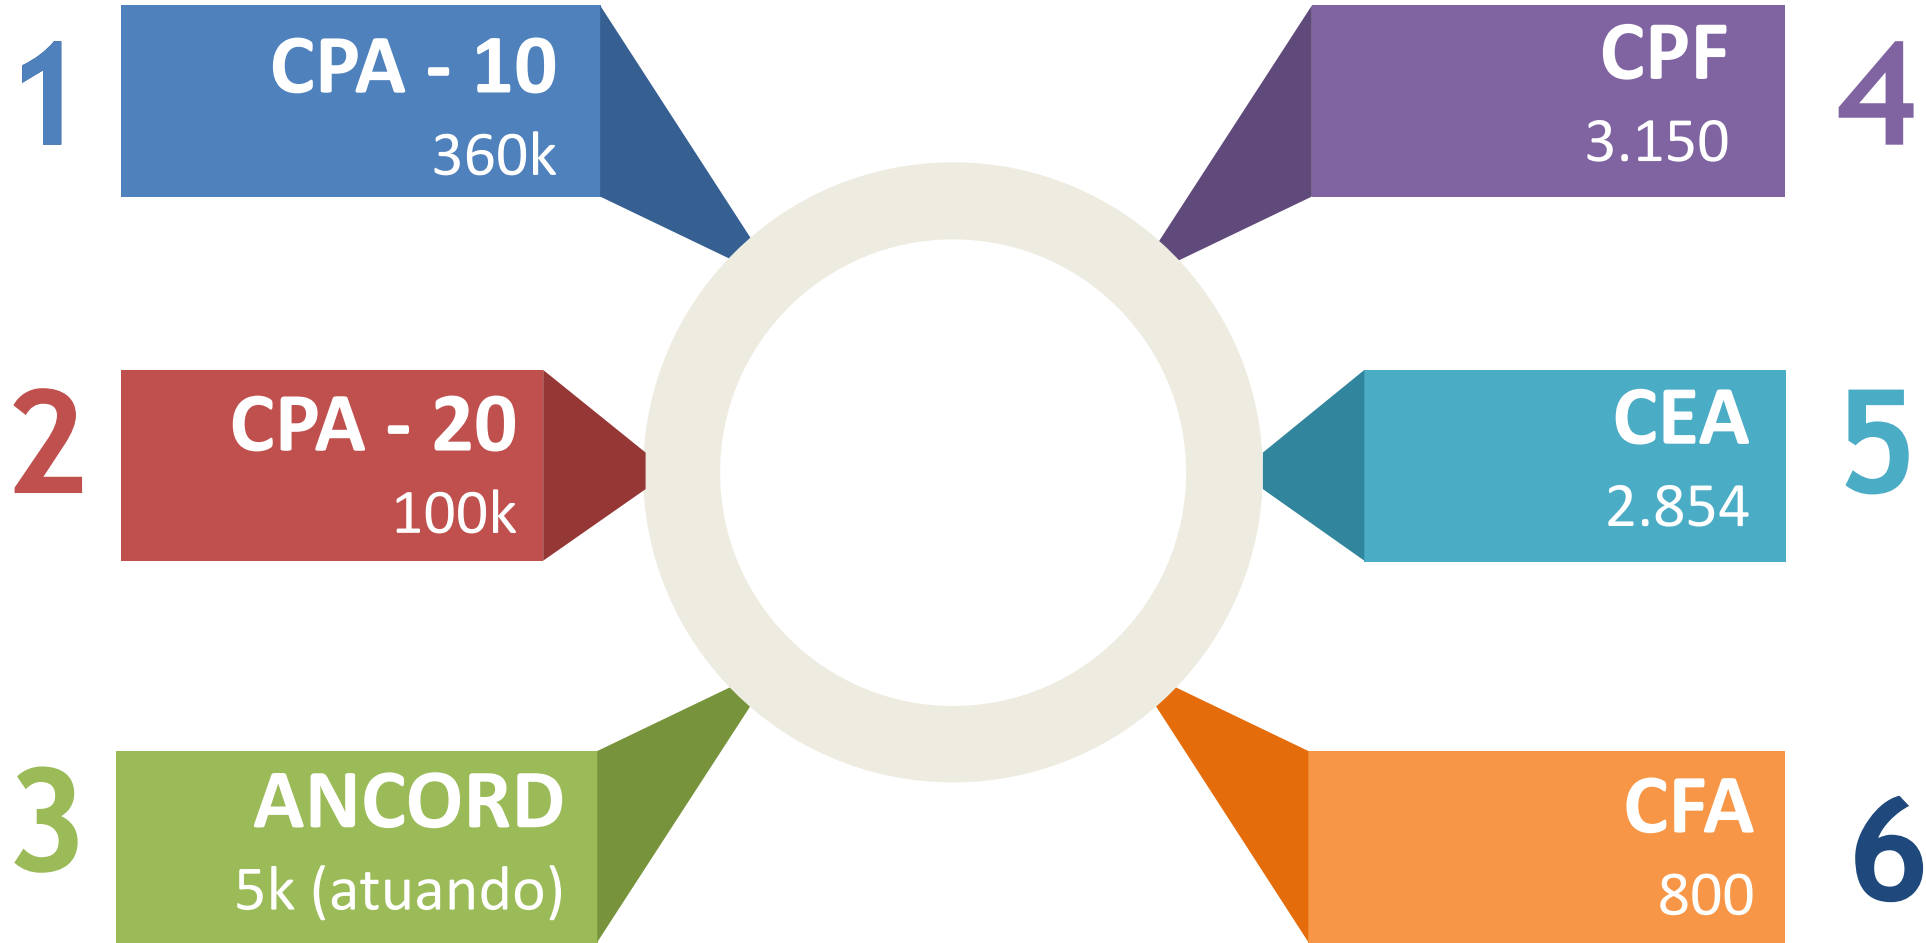 1
CPA - 10
360k
2
CPA - 20
100k
3
ANCORD
5k (atuando)
4
CPF
3.150
5
CEA
2.854
6
CFA
800